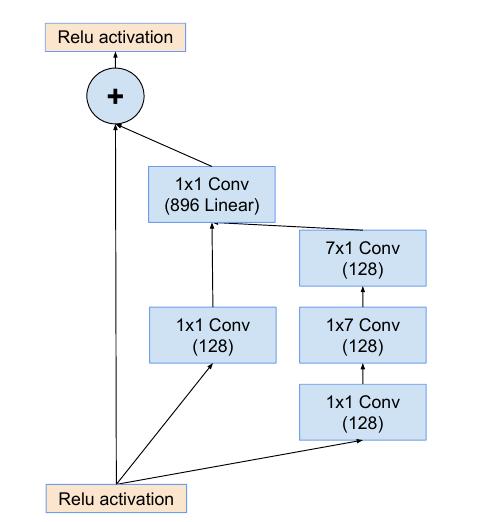 Relu activation
+
1x1 Conv
(896 Linear)
7x1 Conv
(128)
1x1 Conv
(128)
1x7 Conv
(128)
1x1 Conv
(128)
Relu activation